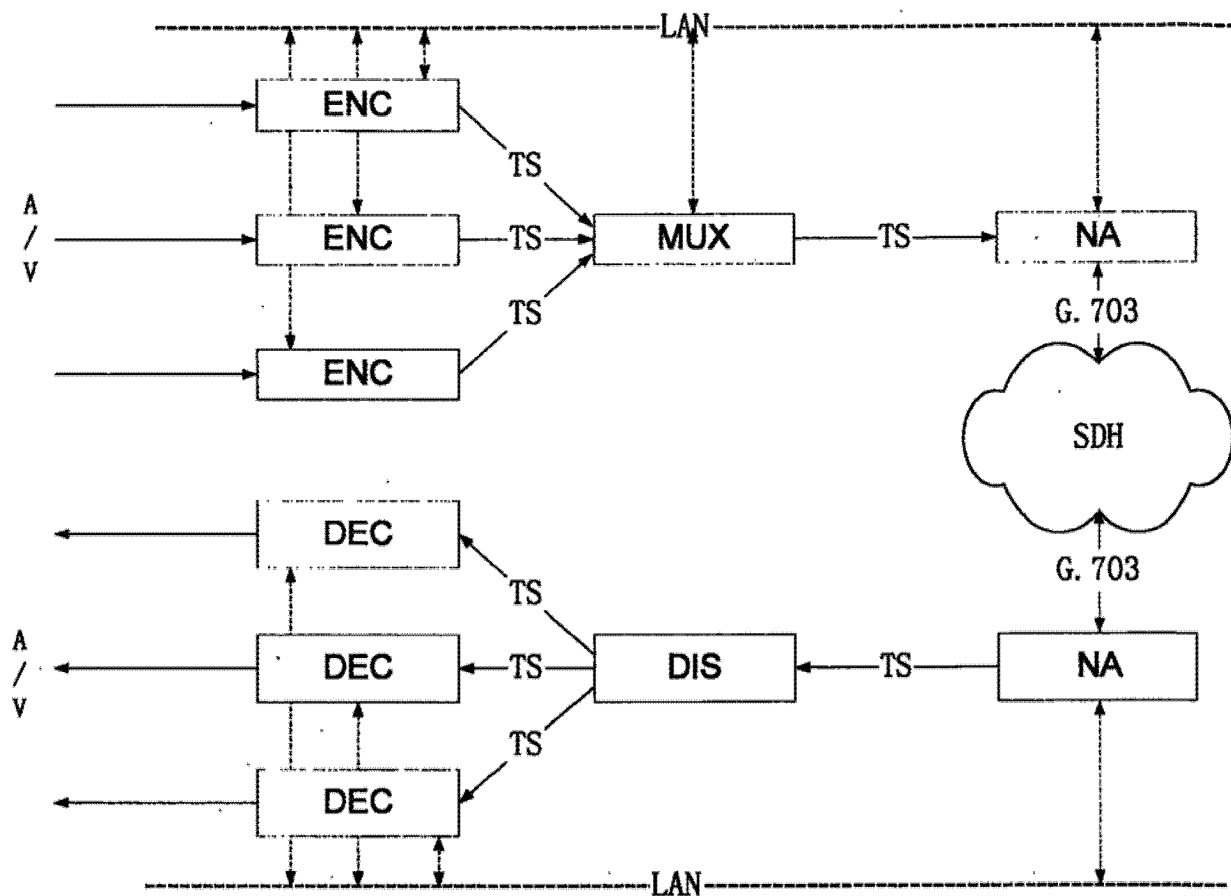 LAN
ENC
TS
A
/
V
ENC
TS
MUX
TS
NA
TS
G.703
ENC
SDH
DEC
G.703
TS
A
/
V
DEC
TS
DIS
TS
NA
TS
DEC
LAN